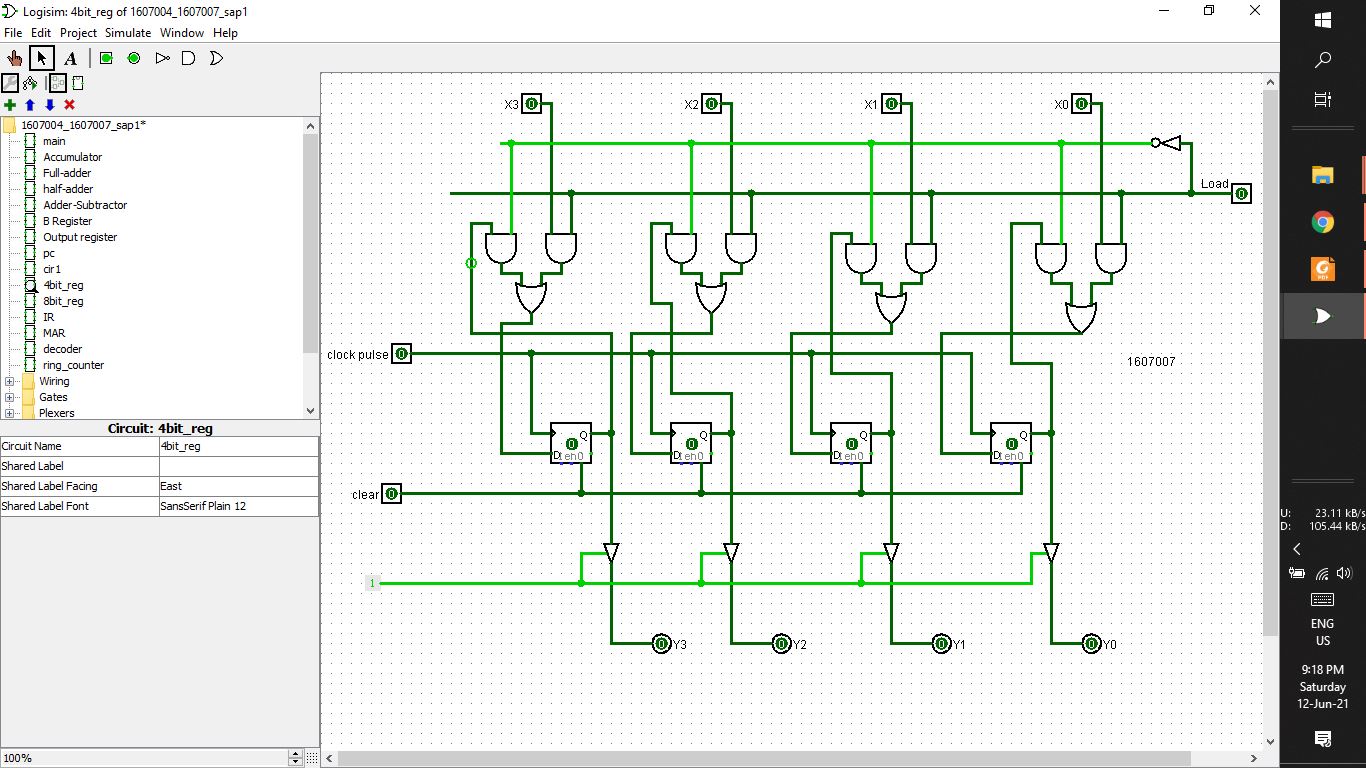 Logisim: 4bit_reg of 1607004_1607007_sap1
File Edit Project Simulate Window Help
A
1607004_1607007_sap1*
main
Accumulator
Full-adder
half-adder
Adder-Subtractor
B Register
Output register
pc
cir1
4bit_reg
8bit_reg
IR
MAR
decoder
ring_counter
Wiring
Gates
Plexers
Circuit: 4bit_reg
Circuit Name 4bit_reg
Shared Label
Shared Label Facing East
Shared Label Font SansSerif Plain 12
100%
X3 0 X2 0 X1 0 X0 0
Load 0
clock pulse 0
1607007
Q Q Q Q
0 0 0 0
D 1 en0 D 1 en0 D 1 en0 D 1 en0
clear 0
1
0 Y3 0 Y2 0 Y1 0 Y0
PDF
U: 23.11 kB/s
D: 105.44 kB/s
ENG
US
9:18 PM
Saturday
12-Jun-21